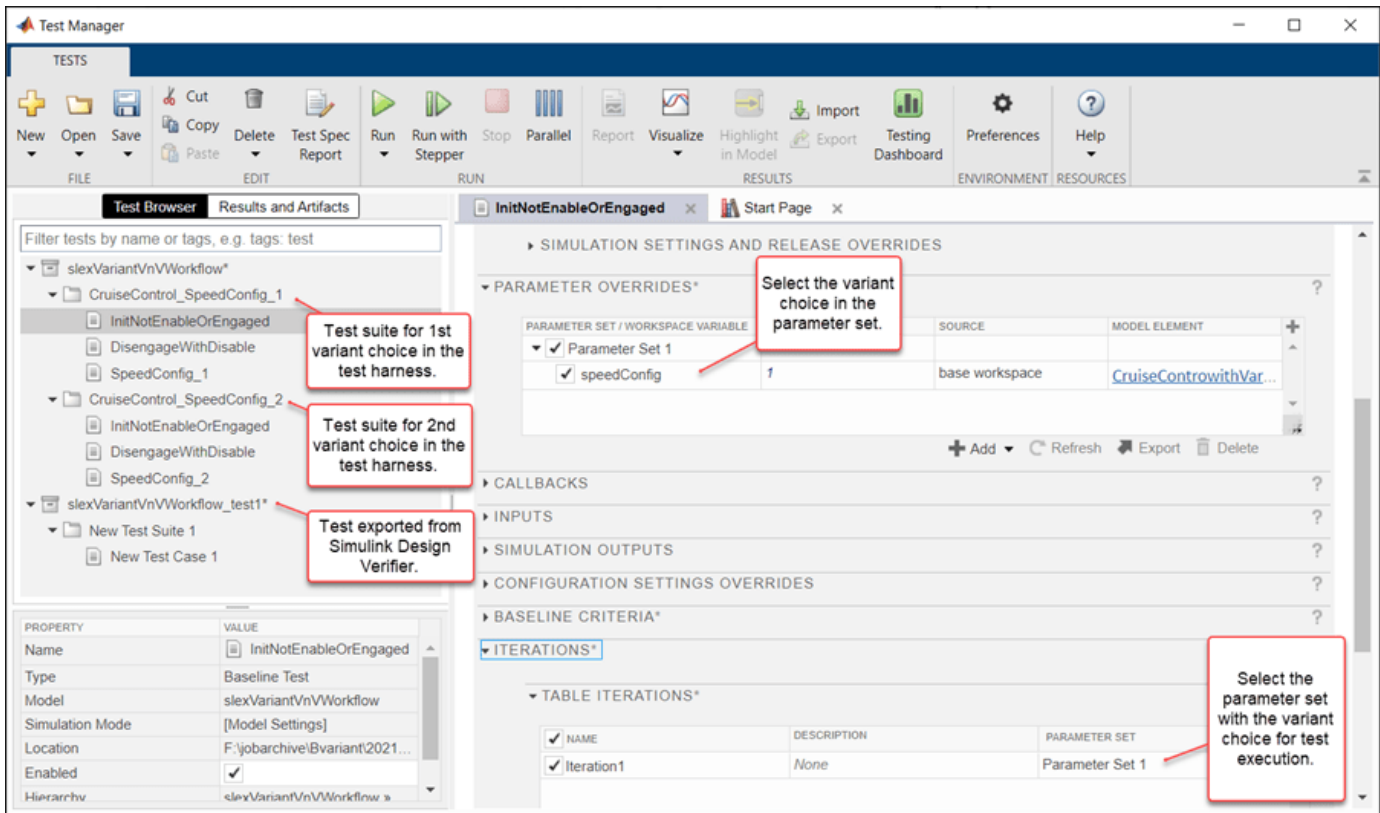 Test Manager
TESTS
New
Open
Save
Cut
Copy
Paste
Delete
Test Spec
Report
Run
Run with
Stepper
Stop
Parallel
Report
Visualize
Highlight
in Model
Import
Export
Testing
Dashboard
Preferences
Help
FILE
EDIT
RUN
RESULTS
ENVIRONMENT
RESOURCES
Test Browser
Results and Artifacts
Filter tests by name or tags, e.g. tags: test
slexVariantVnVWorkflow*
CruiseControl_SpeedConfig_1
InitNotEnableOrEngaged
DisengageWithDisable
SpeedConfig_1
CruiseControl_SpeedConfig_2
InitNotEnableOrEngaged
DisengageWithDisable
SpeedConfig_2
slexVariantVnVWorkflow_test1*
New Test Suite 1
New Test Case 1
Test suite for 1st
variant choice in the
test harness.
Test suite for 2nd
variant choice in the
test harness.
Test exported from
Simulink Design
Verifier.
PROPERTY VALUE
Name InitNotEnableOrEngaged
Type Baseline Test
Model slexVariantVnVWorkflow
Simulation Mode [Model Settings]
Location F:\jobarchive\Bvariant\2021...
Enabled
Hierarchy slexVariantVnVWorkflow »
InitNotEnableOrEngaged
Start Page
SIMULATION SETTINGS AND RELEASE OVERRIDES
PARAMETER OVERRIDES* ?
Select the variant
choice in the
parameter set.
PARAMETER SET / WORKSPACE VARIABLE SOURCE MODEL ELEMENT
Parameter Set 1
speedConfig 1 base workspace CruiseControwithVar...
Add Refresh Export Delete
CALLBACKS ?
INPUTS ?
SIMULATION OUTPUTS ?
CONFIGURATION SETTINGS OVERRIDES ?
BASELINE CRITERIA* ?
ITERATIONS*
TABLE ITERATIONS*
NAME DESCRIPTION PARAMETER SET
Iteration1 None Parameter Set 1
Select the
parameter set
with the variant
choice for test
execution.